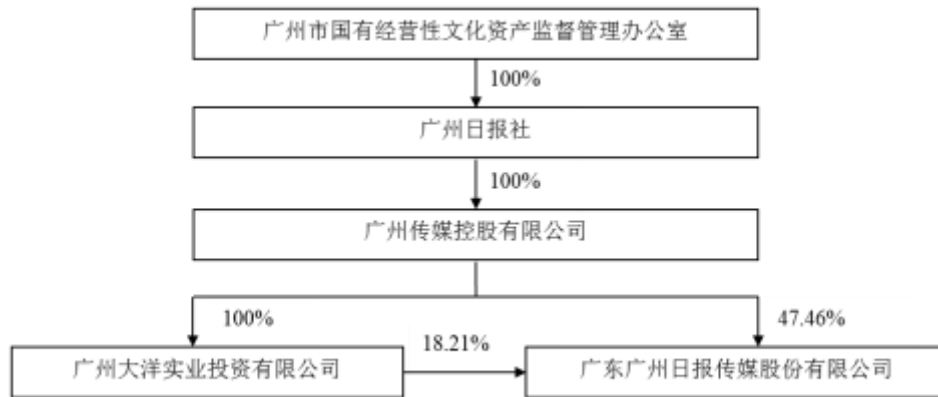 广州市国有经营性文化资产监督管理办公室
100%
广州日报社
100%
广州传媒控股有限公司
100%
47.46%
18.21%
广州大洋实业投资有限公司
广东广州日报传媒股份有限公司